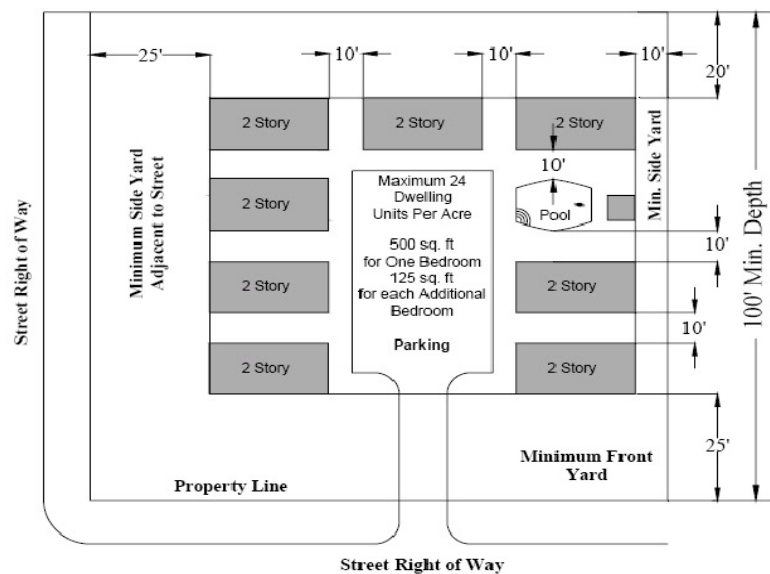 25'
10'
10'
10'
20'
2 Story
2 Story
2 Story
10'
Maximum 24
Dwelling
Units Per Acre
500 sq. ft
for One Bedroom
125 sq. ft
for each Additional
Bedroom
Parking
2 Story
Pool
Minimum Side Yard
Adjacent to Street
Min. Side Yard
Street Right of Way
100' Min. Depth
10'
2 Story
2 Story
10'
2 Story
2 Story
25'
Minimum Front
Yard
Property Line
Street Right of Way